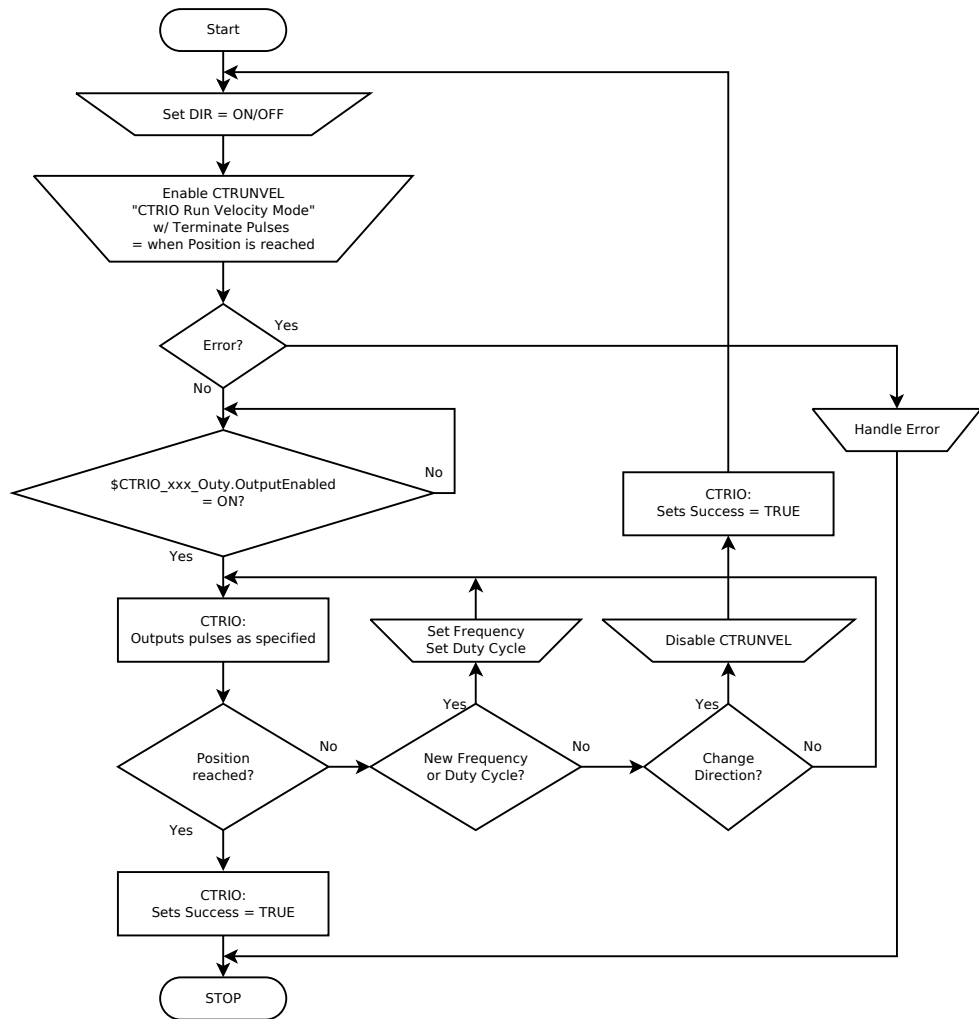 Start
Set DIR = ON/OFF
Enable CTRUNVEL
"CTRIO Run Velocity Mode"
w/ Terminate Pulses
= when Position is reached
Error?
Yes
No
Handle Error
$CTRIO_xxx_Outy.OutputEnabled
= ON?
No
Yes
CTRIO:
Sets Success = TRUE
CTRIO:
Outputs pulses as specified
Set Frequency
Set Duty Cycle
Disable CTRUNVEL
Position
reached?
No
Yes
New Frequency
or Duty Cycle?
Yes
No
Change
Direction?
Yes
No
CTRIO:
Sets Success = TRUE
STOP